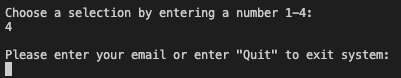 Choose a selection by entering a number 1-4:
4
Please enter your email or enter "Quit" to exit system: